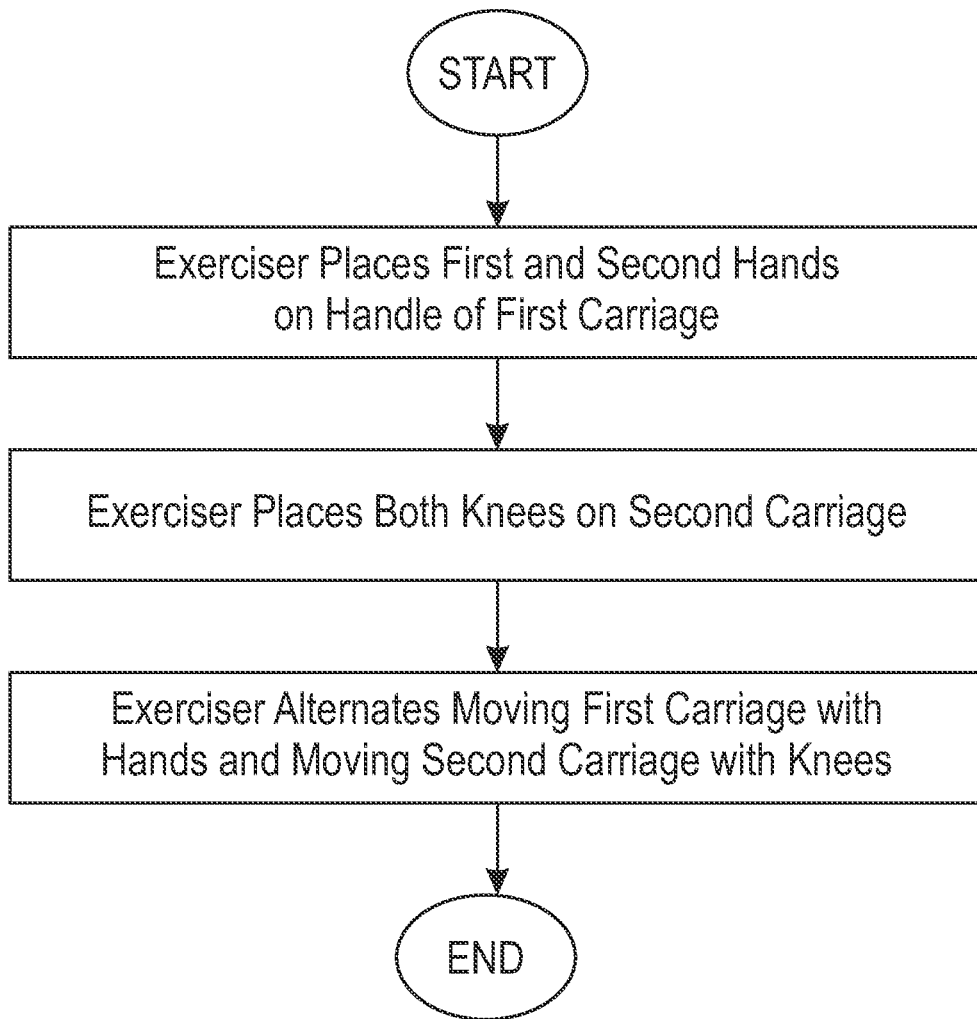 START
Exerciser Places First and Second Hands
on Handle of First Carriage
Exerciser Places Both Knees on Second Carriage
Exerciser Alternates Moving First Carriage with
Hands and Moving Second Carriage with Knees
END